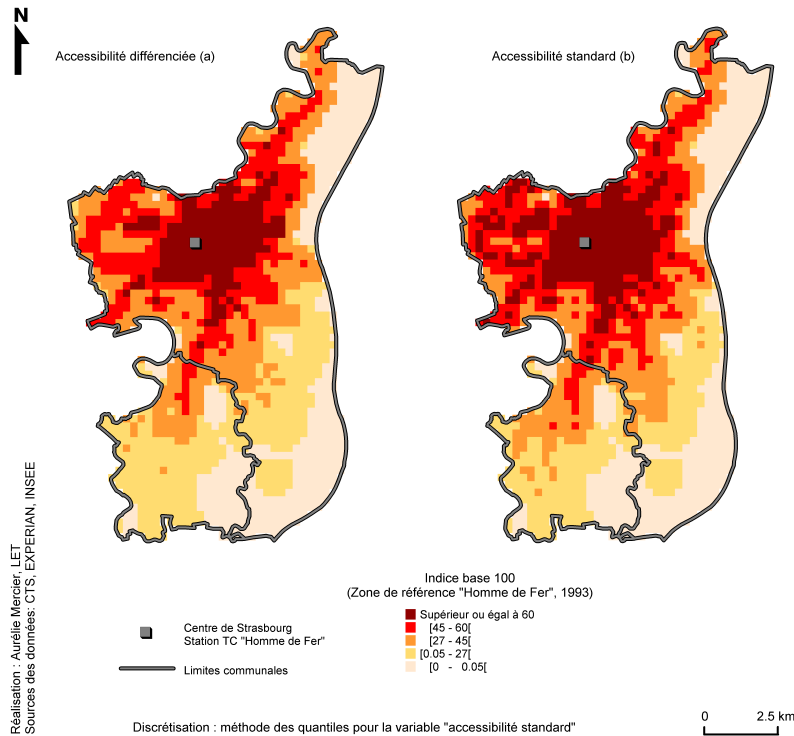 N
Accessibilité différenciée (a)
Accessibilité standard (b)
Réalisation : Aurélie Mercier, LET
Sources des données: CTS, EXPERIAN, INSEE
Indice base 100
(Zone de référence "Homme de Fer", 1993)
Centre de Strasbourg
Station TC "Homme de Fer"
Limites communales
Supérieur ou égal à 60
[45 - 60[
[27 - 45[
[0.05 - 27[
[0 - 0.05[
Discrétisation : méthode des quantiles pour la variable "accessibilité standard"
0 2.5 km